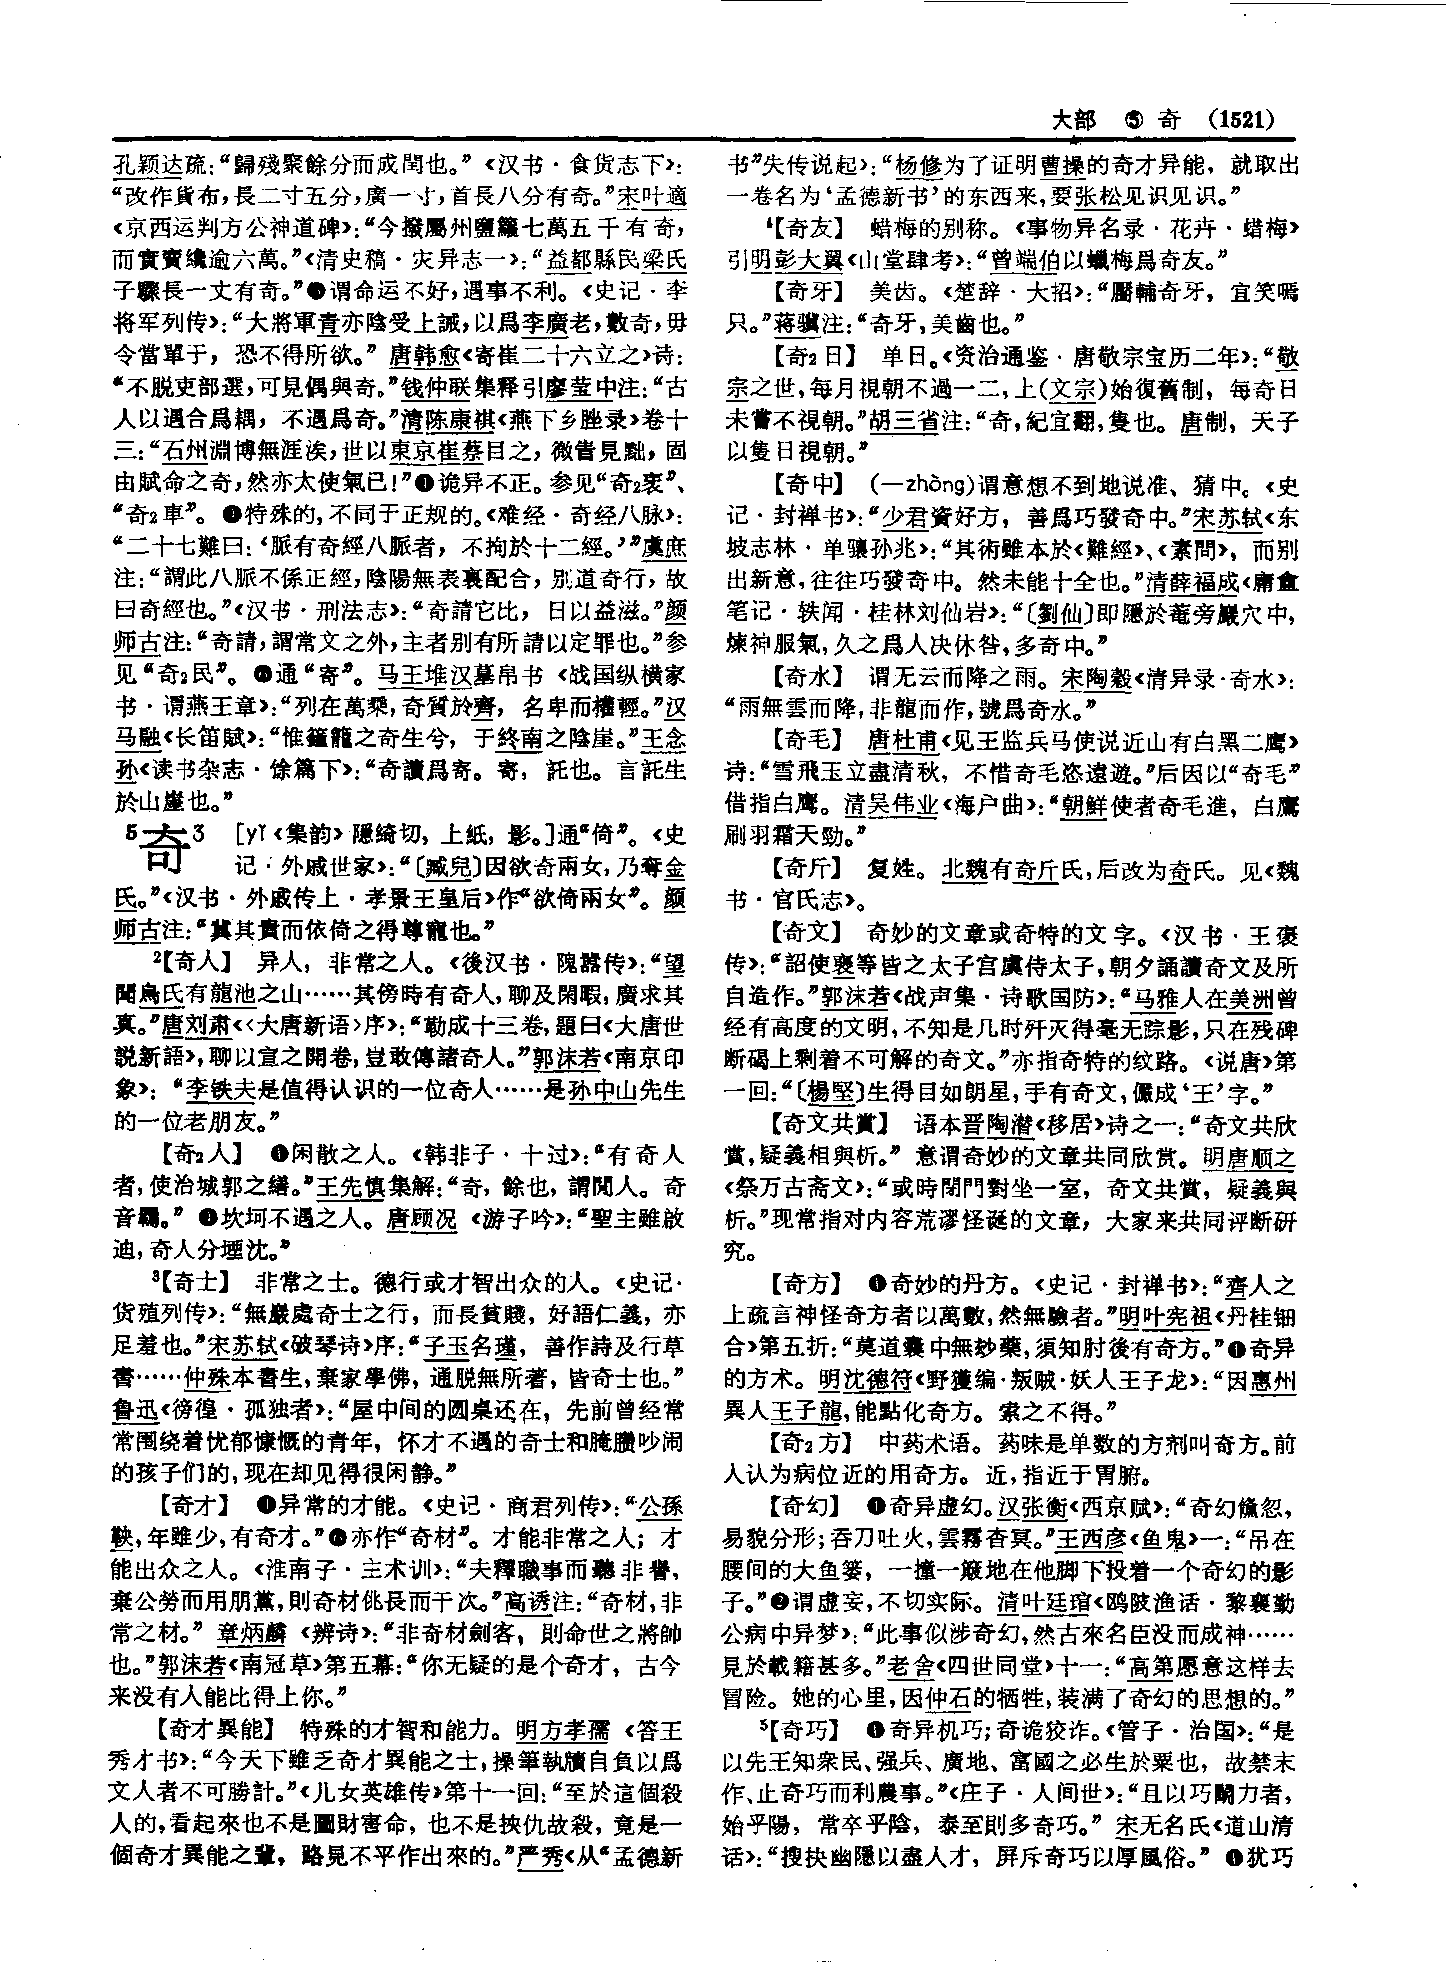 大部 ⑤ 奇 (1521)
孔颖达疏：“歸殘聚餘分而成閏也。”《汉书·食货志下》：
“改作貨布，長二寸五分，廣一寸，首長八分有奇。”宋叶適
《京西运判方公神道碑》：“今撥屬州鹽籮七萬五千有奇，
而實賣纔逾六萬。”《清史稿·灾异志一》：“益都縣民梁氏
子驟長一丈有奇。”谓命运不好，遇事不利。《史记·李
将军列传》：“大將軍青亦陰受上誡，以爲李廣老，數奇，毋
令當單于，恐不得所欲。”唐韩愈《寄崔二十六立之》诗：
“不脱吏部選，可見偶與奇。”钱仲联集释引廖莹中注：“古
人以遇合爲耦，不遇爲奇。”清陈康祺《燕下乡脞录》卷十
三：“石州淵博無涯涘，世以東京崔蔡目之，微眚見黜，固
由賦命之奇，然亦太使氣已！”诡异不正。参见“奇2衺”、
“奇2車”。特殊的，不同于正规的。《难经·奇经八脉》：
“二十七難曰：‘脈有奇經八脈者，不拘於十二經。’”虞庶
注：“謂此八脈不係正經，陰陽無表裏配合，别道奇行，故
曰奇經也。”《汉书·刑法志》：“奇請它比，日以益滋。”颜
师古注：“奇請，謂常文之外，主者别有所請以定罪也。”参
见“奇2民”。通“寄”。马王堆汉墓帛书《战国纵横家
书·谓燕王章》：“列在萬乘，奇質於齊，名卑而權輕。”汉
马融《长笛賦》：“惟籦籠之奇生兮，于終南之陰崖。”王念
孙《读书杂志·馀篇下》：“奇讀爲寄。寄，託也。言託生
於山崖也。”
5奇3 [yǐ《集韵》隱綺切，上紙，影。]通“倚”。《史
记·外戚世家》：“〔臧兒〕因欲奇兩女，乃奪金
氏。”《汉书·外戚传上·孝景王皇后》作“欲倚兩女”。颜
师古注：“冀其貴而依倚之得尊寵也。”
2【奇人】 异人，非常之人。《後汉书·隗嚣传》：“望
聞烏氏有龍池之山……其傍時有奇人，聊及閑暇，廣求其
真。”唐刘肃《〈大唐新语〉序》：“勒成十三卷，題曰《大唐世
説新語》，聊以宣之開卷，豈敢傳諸奇人。”郭沫若《南京印
象》：“李铁夫是值得认识的一位奇人……是孙中山先生
的一位老朋友。”
【奇2人】 ❶闲散之人。《韩非子·十过》：“有奇人
者，使治城郭之繕。”王先慎集解：“奇，餘也，謂閒人。奇
音羈。”坎坷不遇之人。唐顾况《游子吟》：“聖主雖啟
迪，奇人分堙沈。”
3【奇士】 非常之士。德行或才智出众的人。《史记·
货殖列传》：“無巖處奇士之行，而長貧賤，好語仁義，亦
足羞也。”宋苏轼《破琴诗》序：“子玉名瑾，善作詩及行草
書……仲殊本書生，棄家學佛，通脱無所著，皆奇士也。”
鲁迅《彷徨·孤独者》：“屋中间的圆桌还在，先前曾经常
常围绕着忧郁慷慨的青年，怀才不遇的奇士和腌臢吵闹
的孩子们的，现在却见得很闲静。”
【奇才】 ❶异常的才能。《史记·商君列传》：“公孫
鞅，年雖少，有奇才。”亦作“奇材”。才能非常之人；才
能出众之人。《淮南子·主术训》：“夫釋職事而聽非譽，
棄公勞而用朋黨，則奇材佻長而干次。”高诱注：“奇材，非
常之材。”章炳麟《辨诗》：“非奇材劍客，則命世之將帥
也。”郭沫若《南冠草》第五幕：“你无疑的是个奇才，古今
来没有人能比得上你。”
【奇才異能】 特殊的才智和能力。明方孝孺《答王
秀才书》：“今天下雖乏奇才異能之士，操筆執牘自負以爲
文人者不可勝計。”《儿女英雄传》第十一回：“至於這個殺
人的，看起來也不是圖財害命，也不是挾仇故殺，竟是一
個奇才異能之輩，路見不平作出來的。”严秀《从“孟德新
书”失传说起》：“杨修为了证明曹操的奇才异能，就取出
一卷名为‘孟德新书’的东西来，要张松见识见识。”
4【奇友】 蜡梅的别称。《事物异名录·花卉·蜡梅》
引明彭大翼《山堂肆考》：“曾端伯以蠟梅爲奇友。”
【奇牙】 美齿。《楚辞·大招》：“靨輔奇牙，宜笑嘕
只。”蒋骥注：“奇牙，美齒也。”
【奇2日】 单日。《资治通鉴·唐敬宗宝历二年》：“敬
宗之世，每月視朝不過一二，上（文宗）始復舊制，每奇日
未嘗不視朝。”胡三省注：“奇，紀宜翻，隻也。唐制，天子
以隻日視朝。”
【奇中】 (—zhòng)谓意想不到地说准、猜中。《史
记·封禅书》：“少君資好方，善爲巧發奇中。”宋苏轼《东
坡志林·单骧孙兆》：“其術雖本於《難經》、《素問》，而别
出新意，往往巧發奇中。然未能十全也。”清薛福成《庸盦
笔记·轶闻·桂林刘仙岩》：“〔劉仙〕即隱於菴旁巖穴中，
煉神服氣，久之爲人决休咎，多奇中。”
【奇水】 谓无云而降之雨。宋陶穀《清异录·奇水》：
“雨無雲而降，非龍而作，號爲奇水。”
【奇毛】 唐杜甫《见王监兵马使说近山有白黑二鹰》
诗：“雪飛玉立盡清秋，不惜奇毛恣遠遊。”后因以“奇毛”
借指白鹰。清吴伟业《海户曲》：“朝鮮使者奇毛進，白鷹
刷羽霜天勁。”
【奇斤】 复姓。北魏有奇斤氏，后改为奇氏。见《魏
书·官氏志》。
【奇文】 奇妙的文章或奇特的文字。《汉书·王褒
传》：“詔使褒等皆之太子宫虞侍太子，朝夕誦讀奇文及所
自造作。”郭沫若《战声集·诗歌国防》：“马雅人在美洲曾
经有高度的文明，不知是几时歼灭得毫无踪影，只在残碑
断碣上剩着不可解的奇文。”亦指奇特的纹路。《说唐》第
一回：“〔楊堅〕生得目如朗星，手有奇文，儼成‘王’字。”
【奇文共賞】 语本晋陶潜《移居》诗之一：“奇文共欣
賞，疑義相與析。”意谓奇妙的文章共同欣赏。明唐顺之
《祭万古斋文》：“或時閉門對坐一室，奇文共賞，疑義與
析。”现常指对内容荒谬怪诞的文章，大家来共同评断研
究。
【奇方】 ❶奇妙的丹方。《史记·封禅书》：“齊人之
上疏言神怪奇方者以萬數，然無驗者。”明叶宪祖《丹桂钿
合》第五折：“莫道囊中無妙藥，須知肘後有奇方。”奇异
的方术。明沈德符《野獲编·叛贼·妖人王子龙》：“因惠州
異人王子龍，能點化奇方。索之不得。”
【奇2方】 中药术语。药味是单数的方剂叫奇方。前
人认为病位近的用奇方。近，指近于胃腑。
【奇幻】 ❶奇异虚幻。汉张衡《西京赋》：“奇幻儵忽，
易貌分形；吞刀吐火，雲霧杳冥。”王西彦《鱼鬼》一：“吊在
腰间的大鱼篓，一撞一簸地在他脚下投着一个奇幻的影
子。”❷谓虚妄，不切实际。清叶廷琯《鸥陂渔话·黎襄勤
公病中异梦》：“此事似涉奇幻，然古來名臣没而成神……
見於載籍甚多。”老舍《四世同堂》十一：“高第愿意这样去
冒险。她的心里，因仲石的牺牲，装满了奇幻的思想的。”
5【奇巧】 ❶奇异机巧；奇诡狡诈。《管子·治国》：“是
以先王知衆民、强兵、廣地、富國之必生於粟也，故禁末
作、止奇巧而利農事。”《庄子·人间世》：“且以巧鬭力者，
始乎陽，常卒乎陰，泰至則多奇巧。”宋无名氏《道山清
话》：“搜抉幽隱以盡人才，屏斥奇巧以厚風俗。”犹巧